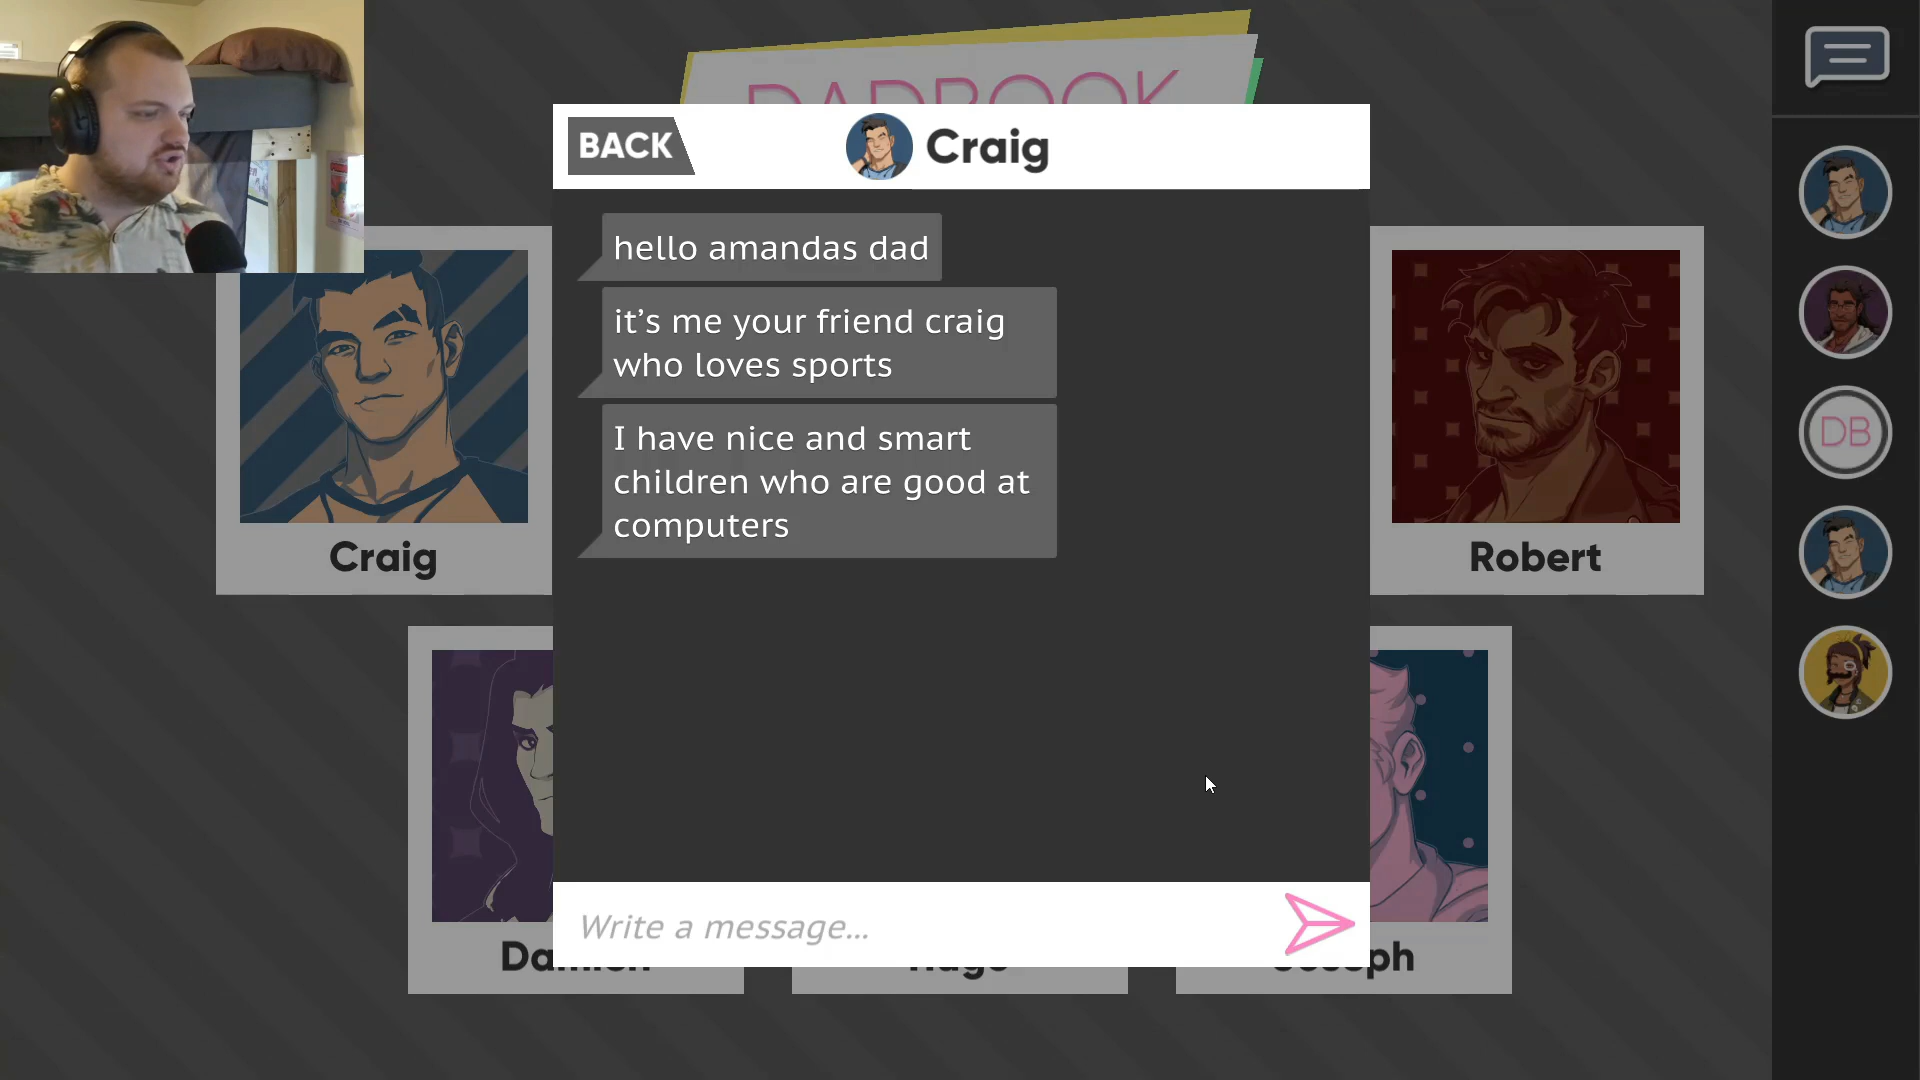 DADBOOK
BACK
Craig
hello amandas dad
it’s me your friend craig
who loves sports
I have nice and smart
children who are good at
computers
Craig
Robert
DB
Write a message...